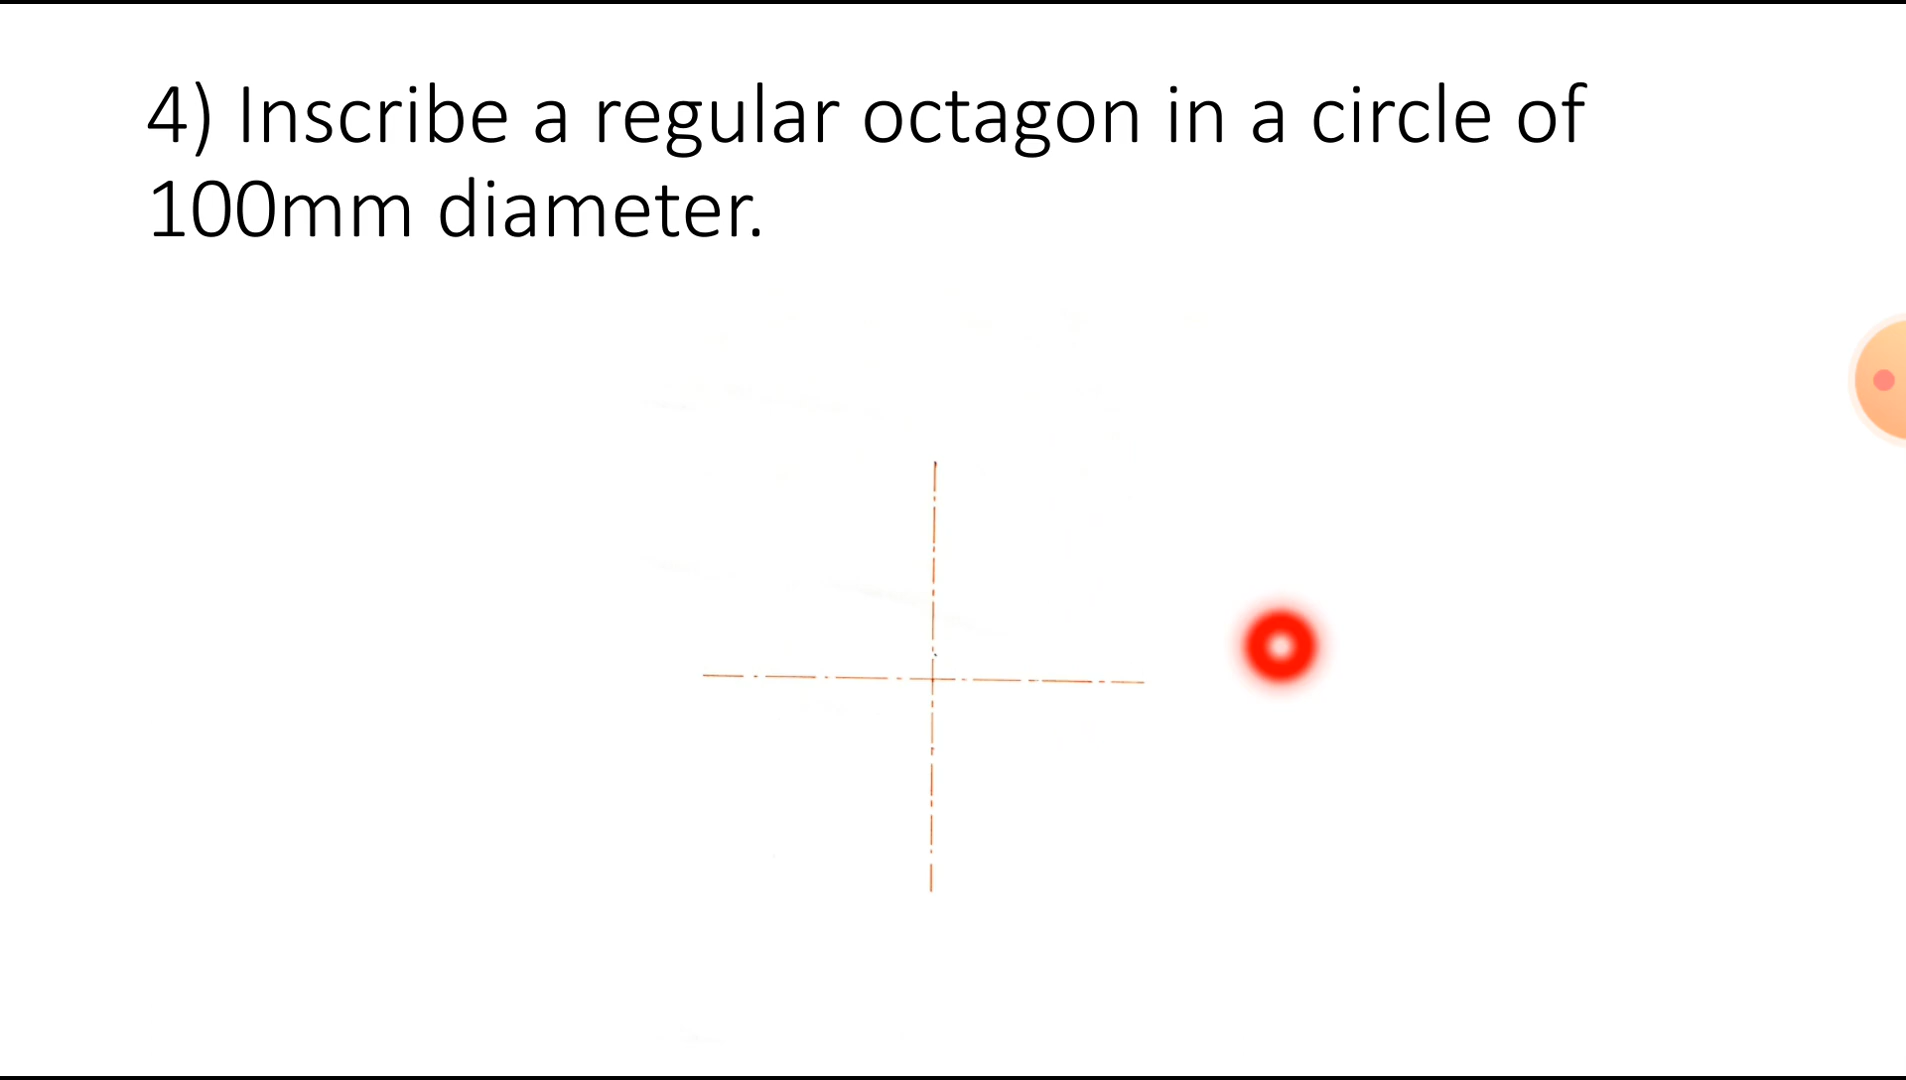 4) Inscribe a regular octagon in a circle of
100mm diameter.